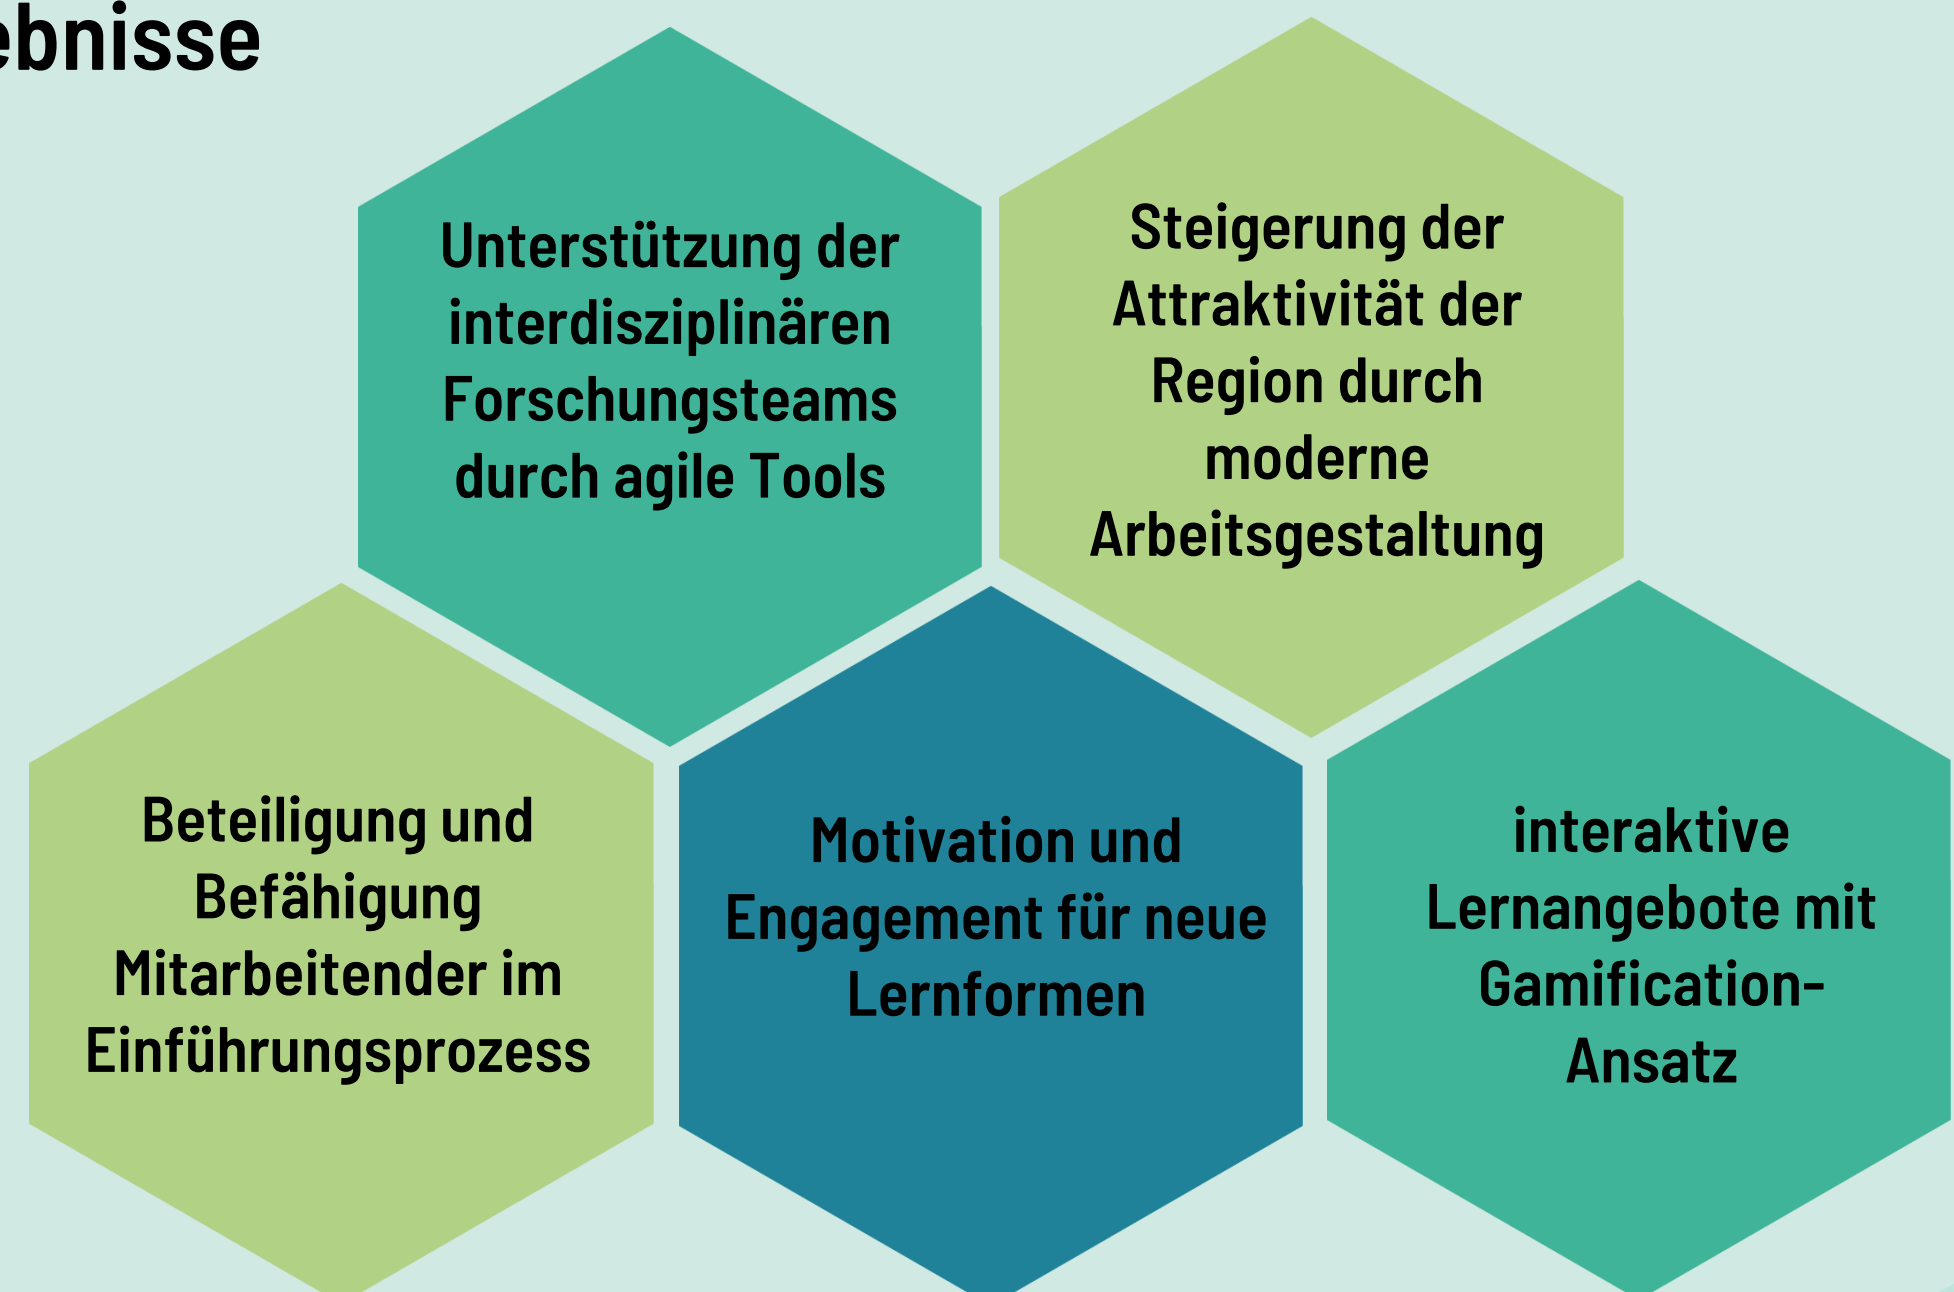 ebnisse
Unterstützung der
interdisziplinären
Forschungsteams
durch agile Tools
Steigerung der
Attraktivität der
Region durch
moderne
Arbeitsgestaltung
Beteiligung und
Befähigung
Mitarbeitender im
Einführungsprozess
Motivation und
Engagement für neue
Lernformen
interaktive
Lernangebote mit
Gamification-
Ansatz